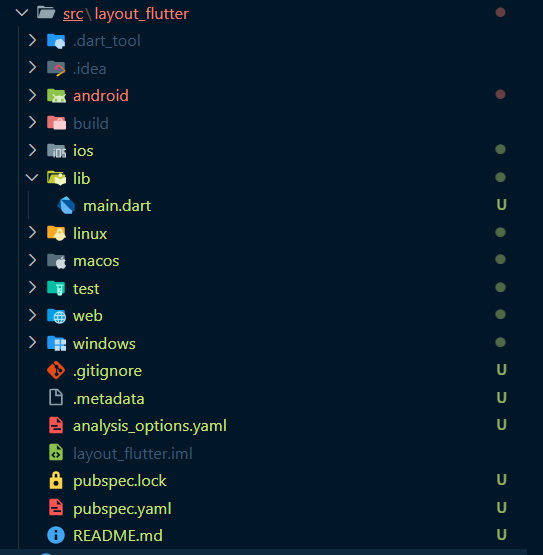 src\layout_flutter
.dart_tool
.idea
android
build
ios
lib
main.dart U
linux
macos
test
web
windows
.gitignore U
.metadata U
analysis_options.yaml U
layout_flutter.iml
pubspec.lock U
pubspec.yaml U
README.md U